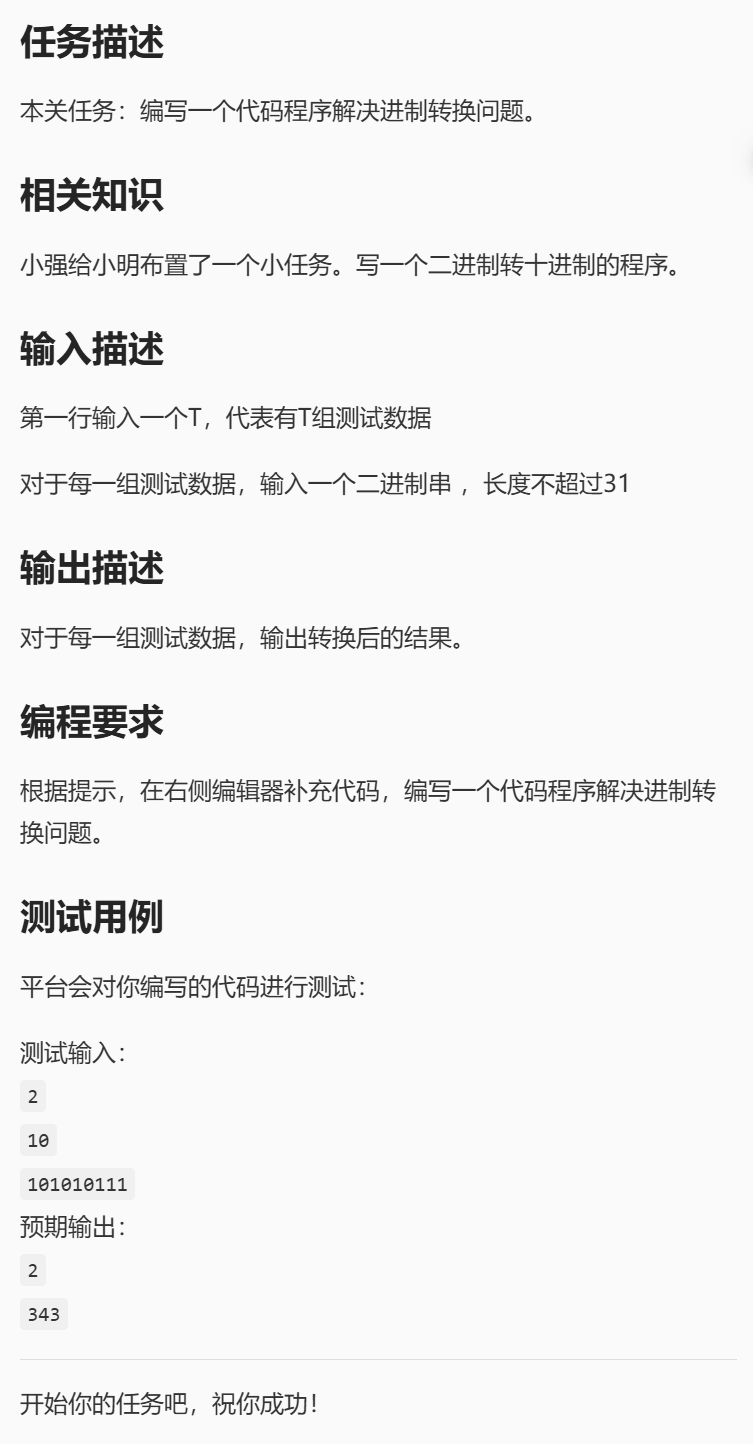 任务描述
本关任务：编写一个代码程序解决进制转换问题。
相关知识
小强给小明布置了一个小任务。写一个二进制转十进制的程序。
输入描述
第一行输入一个T，代表有T组测试数据
对于每一组测试数据，输入一个二进制串 ，长度不超过31
输出描述
对于每一组测试数据，输出转换后的结果。
编程要求
根据提示，在右侧编辑器补充代码，编写一个代码程序解决进制转
换问题。
测试用例
平台会对你编写的代码进行测试：
测试输入：
2
10
101010111
预期输出：
2
343
开始你的任务吧，祝你成功！